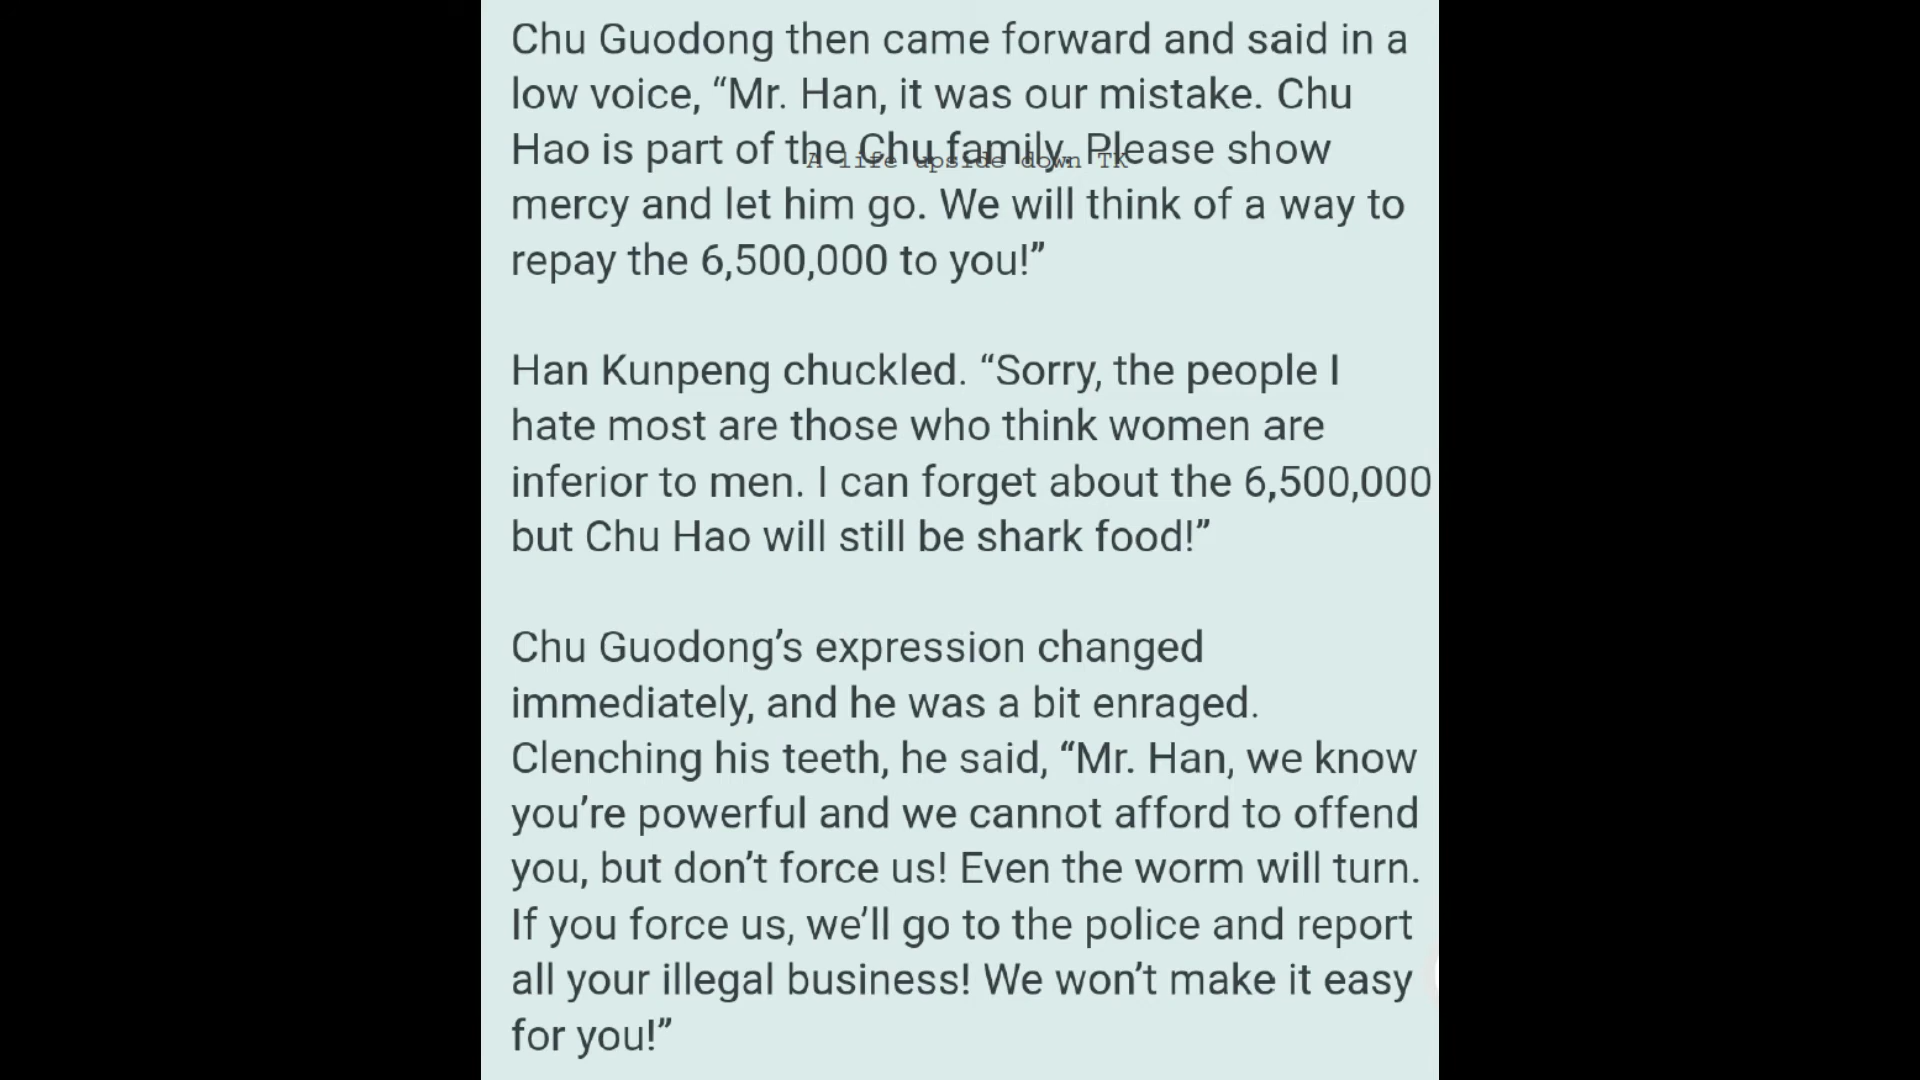 Chu Guodong then came forward and said in a
low voice, “Mr. Han, it was our mistake. Chu
Hao is part of the Chu family. Please show
A life upside down TK
mercy and let him go. We will think of a way to
repay the 6,500,000 to you!”
Han Kunpeng chuckled. “Sorry, the people I
hate most are those who think women are
inferior to men. I can forget about the 6,500,000
but Chu Hao will still be shark food!”
Chu Guodong’s expression changed
immediately, and he was a bit enraged.
Clenching his teeth, he said, “Mr. Han, we know
you’re powerful and we cannot afford to offend
you, but don’t force us! Even the worm will turn.
If you force us, we’ll go to the police and report
all your illegal business! We won’t make it easy
for you!”